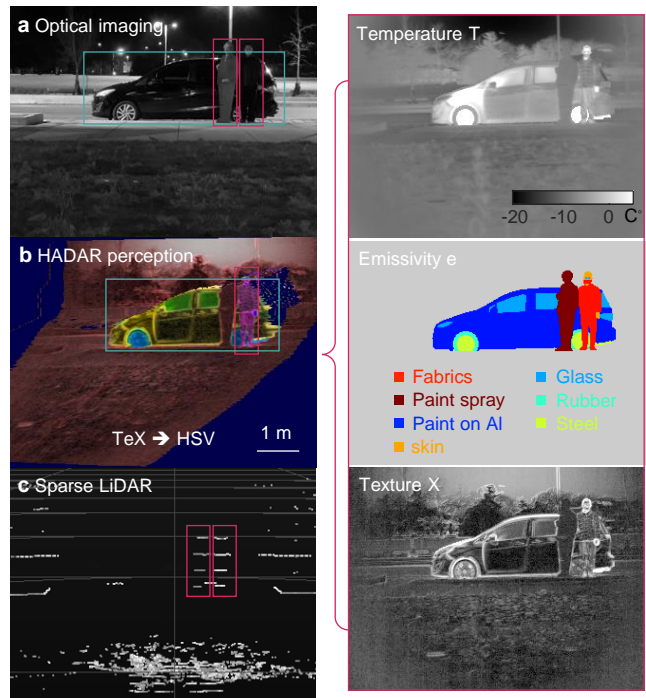 a Optical imaging
b HADAR perception
TeX ➔ HSV
1 m
c Sparse LiDAR
Temperature T
-20 -10 0 C°
Emissivity e
Fabrics
Glass
Paint spray
Rubber
Paint on Al
Steel
skin
Texture X